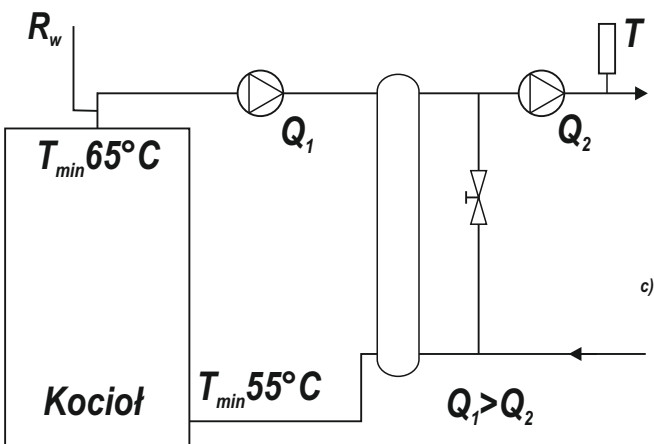 R_w
T
Q_1
Q_2
T_min 65°C
c)
T_min 55°C
Kocioł
Q_1>Q_2